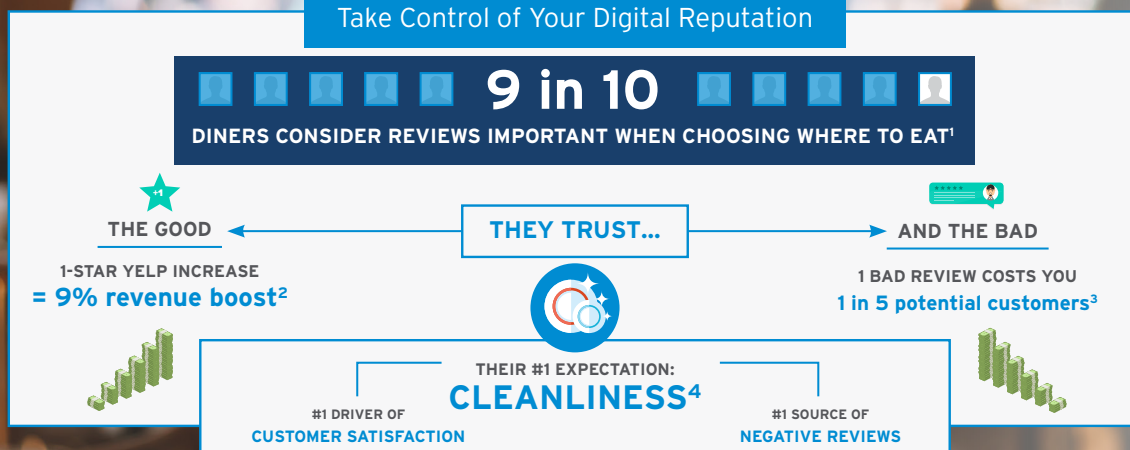 Take Control of Your Digital Reputation
9 in 10
DINERS CONSIDER REVIEWS IMPORTANT WHEN CHOOSING WHERE TO EAT¹
+1
THE GOOD
THEY TRUST...
AND THE BAD
1-STAR YELP INCREASE
= 9% revenue boost²
1 BAD REVIEW COSTS YOU
1 in 5 potential customers³
THEIR #1 EXPECTATION:
CLEANLINESS⁴
#1 DRIVER OF
CUSTOMER SATISFACTION
#1 SOURCE OF
NEGATIVE REVIEWS